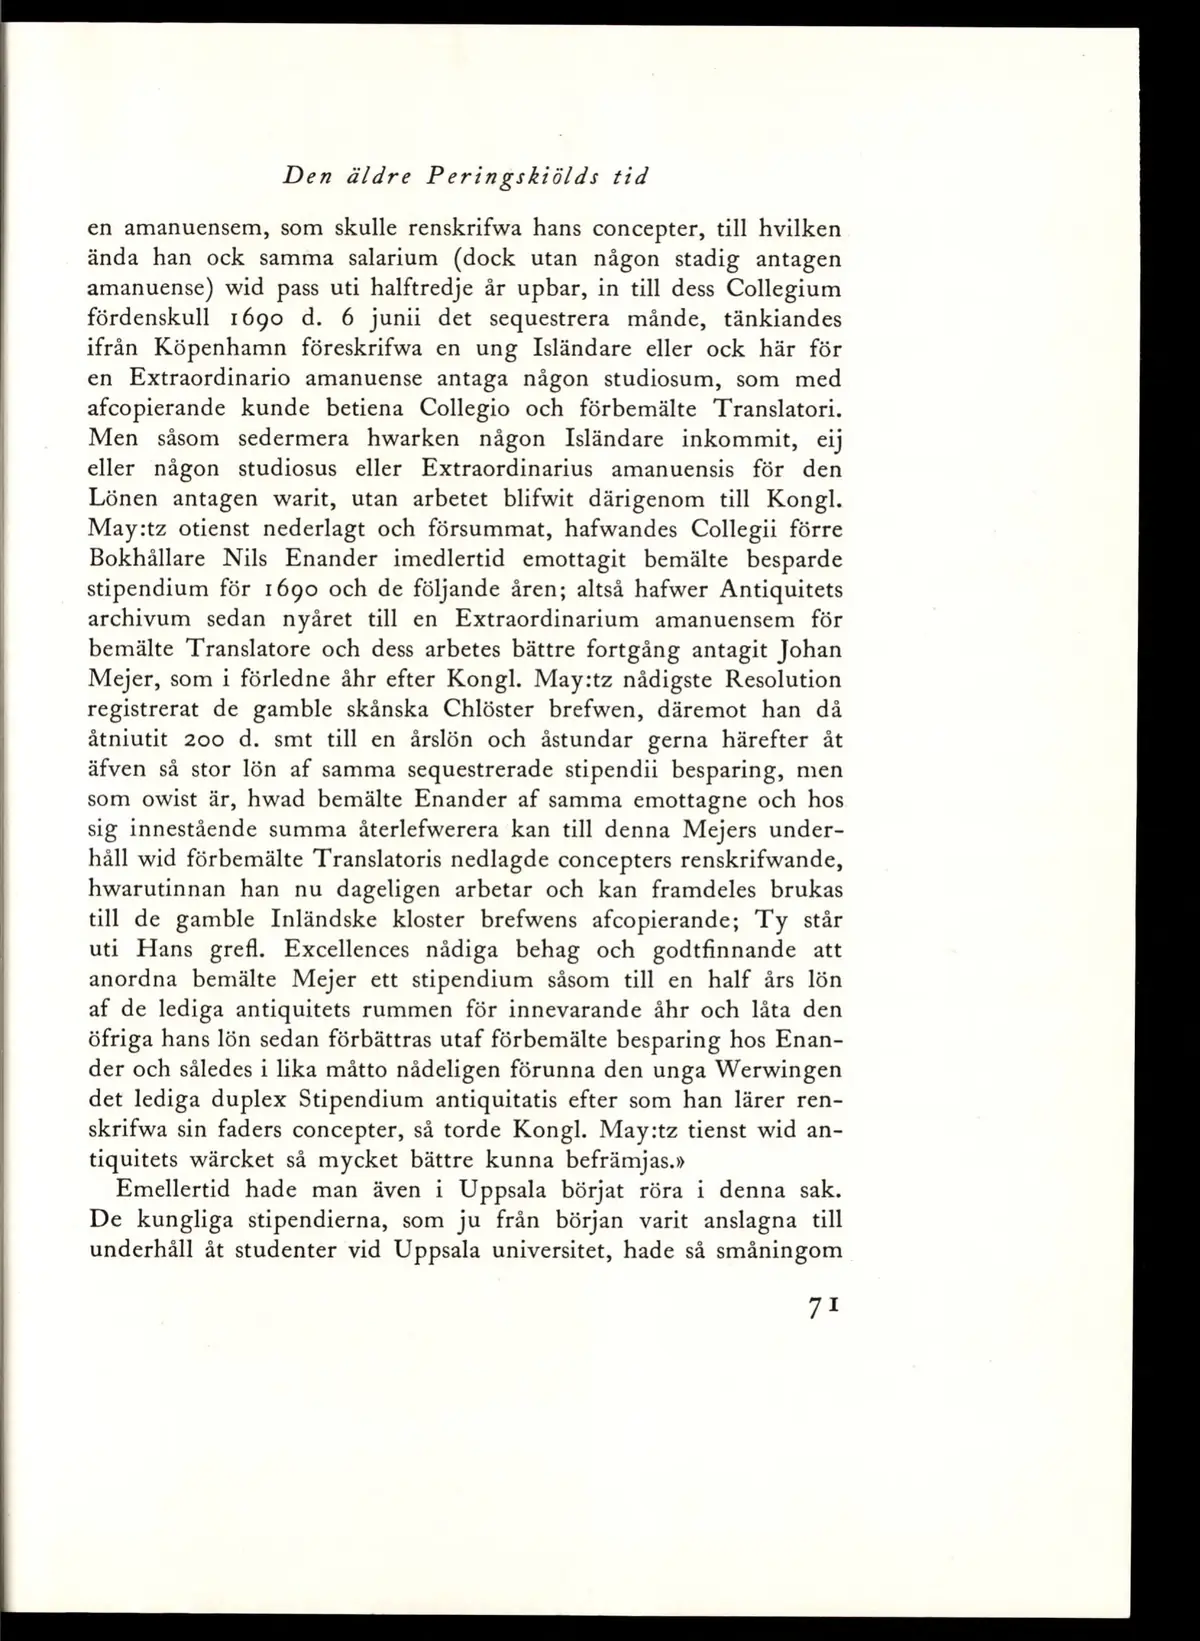 Den äldre Peringskiölds tid
en amanuensem, som skulle renskrifwa hans concepter, till hvilken
ända han ock samma salarium (dock utan någon stadig antagen
amanuense) wid pass uti halftredje år upbar, in till dess Collegium
fördenskull 1690 d. 6 junii det sequestrera månde, tänkiandes
ifrån Köpenhamn föreskrifwa en ung Isländare eller ock här för
en Extraordinario amanuense antaga någon studiosum, som med
afcopierande kunde betiena Collegio och förbemälte Translatori.
Men såsom sedermera hwarken någon Isländare inkommit, eij
eller någon studiosus eller Extraordinarius amanuensis för den
Lönen antagen warit, utan arbetet blifwit därigenom till Kongl.
May:tz otienst nederlagt och försummat, hafwandes Collegii förre
Bokhållare Nils Enander imedlertid emottagit bemälte besparde
stipendium för 1690 och de följande åren; altså hafwer Antiquitets
archivum sedan nyåret till en Extraordinarium amanuensem för
bemälte Translatore och dess arbetes bättre fortgång antagit Johan
Mejer, som i förledne åhr efter Kongl. May:tz nådigste Resolution
registrerat de gamble skånska Chlöster brefwen, däremot han då
åtniutit 200 d. smt till en årslön och åstundar gerna härefter åt
äfven så stor lön af samma sequestrerade stipendii besparing, men
som owist är, hwad bemälte Enander af samma emottagne och hos
sig innestående summa återlefwerera kan till denna Mejers under-
håll wid förbemälte Translatoris nedlagde concepters renskrifwande,
hwarutinnan han nu dageligen arbetar och kan framdeles brukas
till de gamble Inländske kloster brefwens afcopierande; Ty står
uti Hans grefl. Excellences nådiga behag och godtfinnande att
anordna bemälte Mejer ett stipendium såsom till en half års lön
af de lediga antiquitets rummen för innevarande åhr och låta den
öfriga hans lön sedan förbättras utaf förbemälte besparing hos Enan-
der och således i lika måtto nådeligen förunna den unga Werwingen
det lediga duplex Stipendium antiquitatis efter som han lärer ren-
skrifwa sin faders concepter, så torde Kongl. May:tz tienst wid an-
tiquitets wärcket så mycket bättre kunna befrämjas.»
Emellertid hade man även i Uppsala börjat röra i denna sak.
De kungliga stipendierna, som ju från början varit anslagna till
underhåll åt studenter vid Uppsala universitet, hade så småningom
71